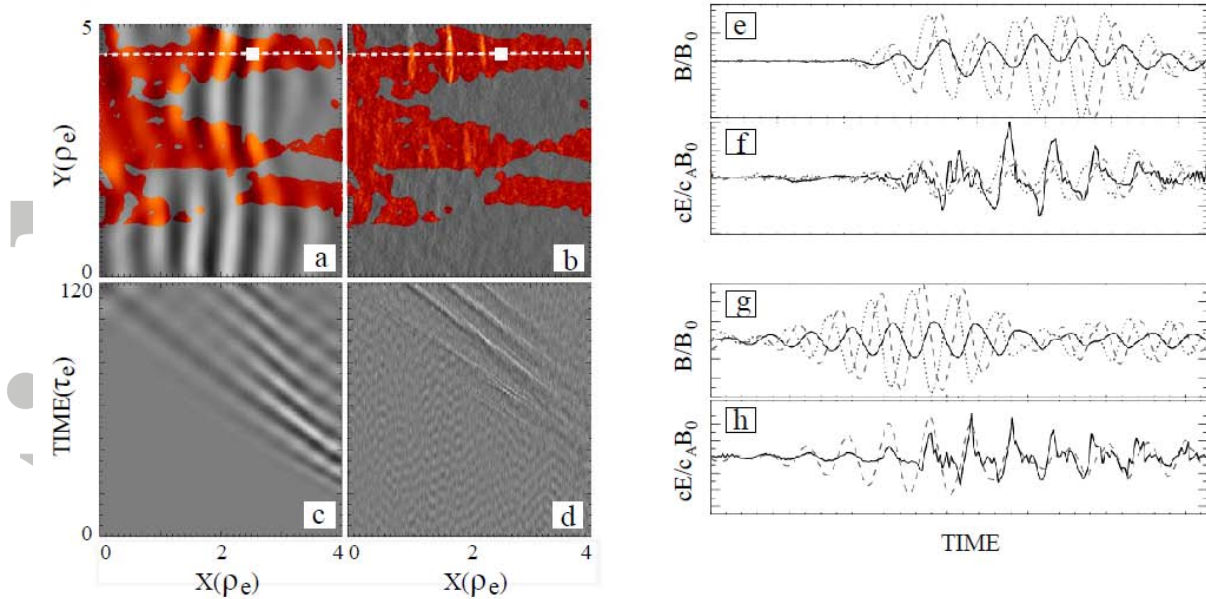 5
Y(ρe)
0
a
b
120
TIME(τe)
0
c
d
0 2 4
0 2 4
X(ρe)
X(ρe)
e
B/B0
f
cE/cAB0
g
B/B0
h
cE/cAB0
TIME